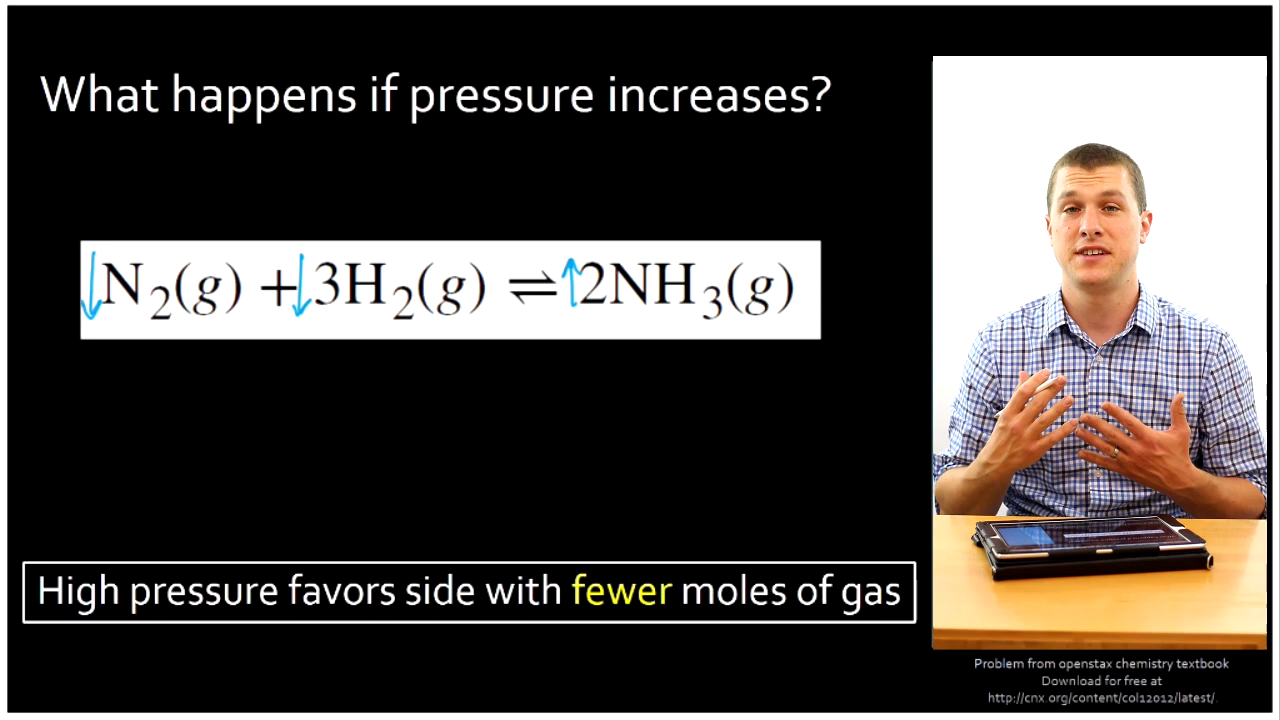 What happens if pressure increases?
↓N₂(g) + ↓3H₂(g) ⇌ ↑2NH₃(g)
High pressure favors side with fewer moles of gas
Problem from openstax chemistry textbook
Download for free at
http://cnx.org/content/col12012/latest/.